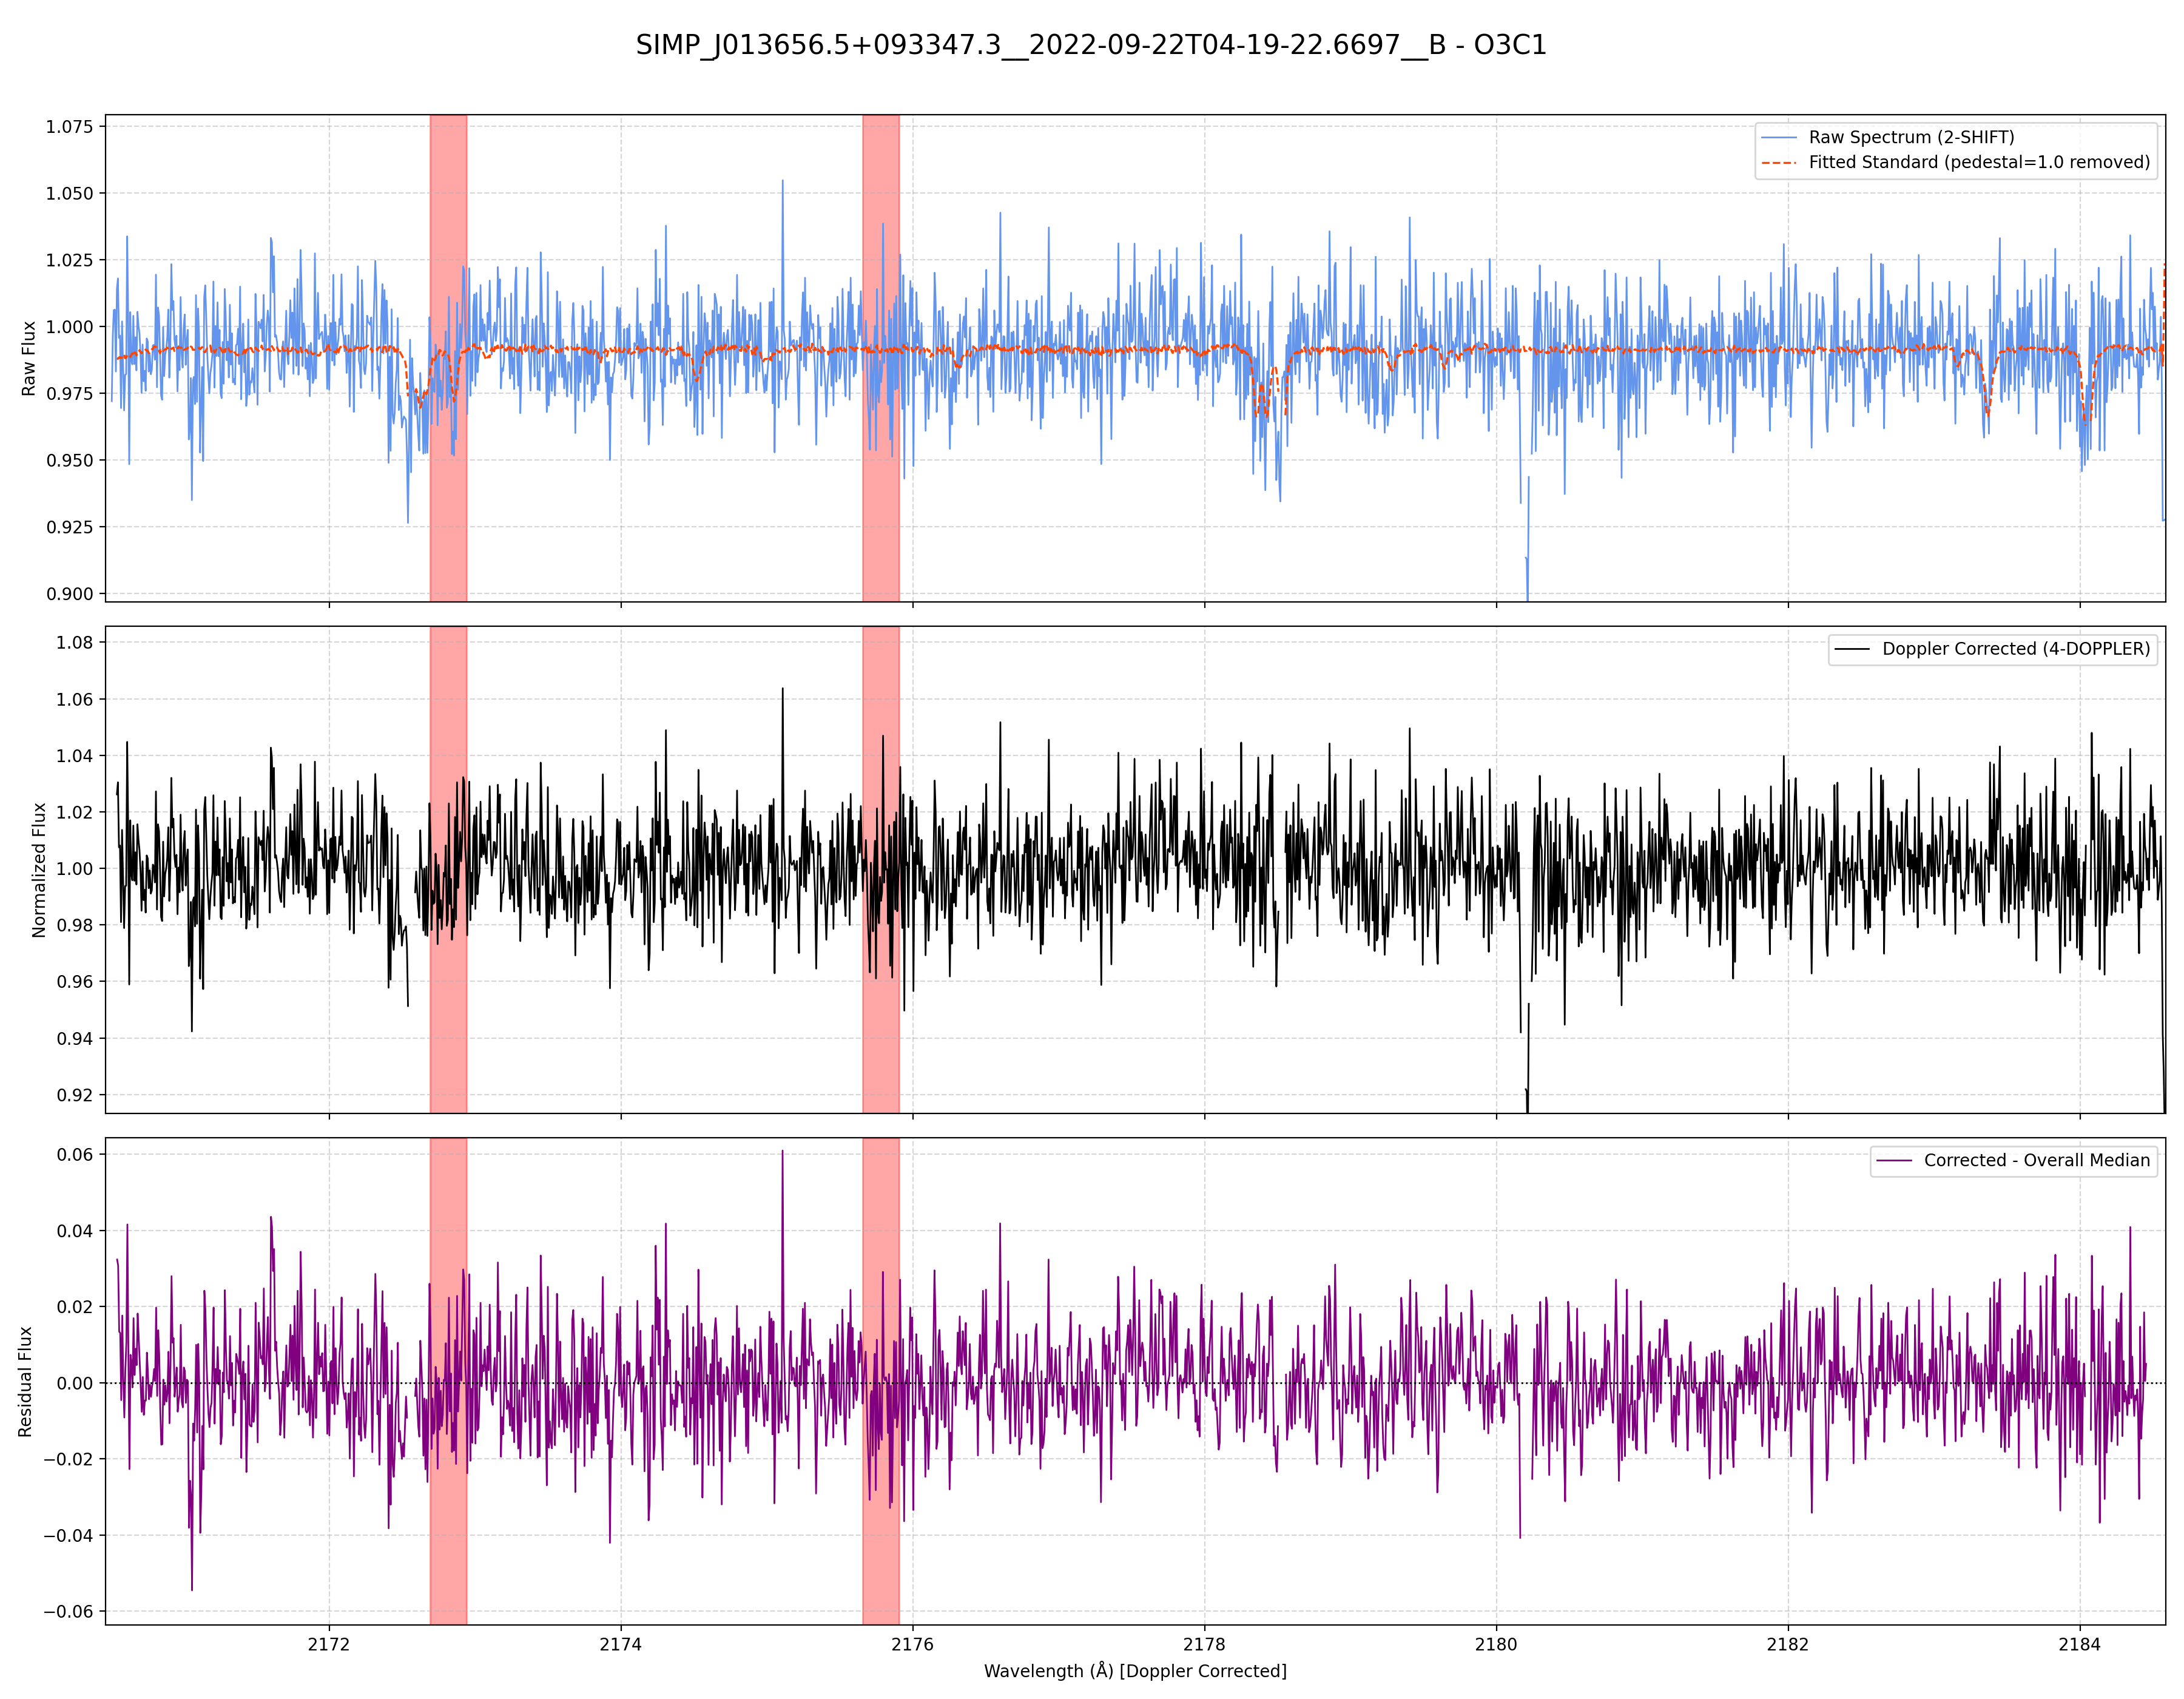 SIMP_J013656.5+093347.3__2022-09-22T04-19-22.6697__B - O3C1
1.075
1.050
1.025
1.000
0.975
0.950
0.925
0.900
Raw Flux
Raw Spectrum (2-SHIFT)
Fitted Standard (pedestal=1.0 removed)
1.08
1.06
1.04
1.02
1.00
0.98
0.96
0.94
0.92
Normalized Flux
Doppler Corrected (4-DOPPLER)
0.06
0.04
0.02
0.00
−0.02
−0.04
−0.06
Residual Flux
Corrected - Overall Median
2172 2174 2176 2178 2180 2182 2184
Wavelength (Å) [Doppler Corrected]